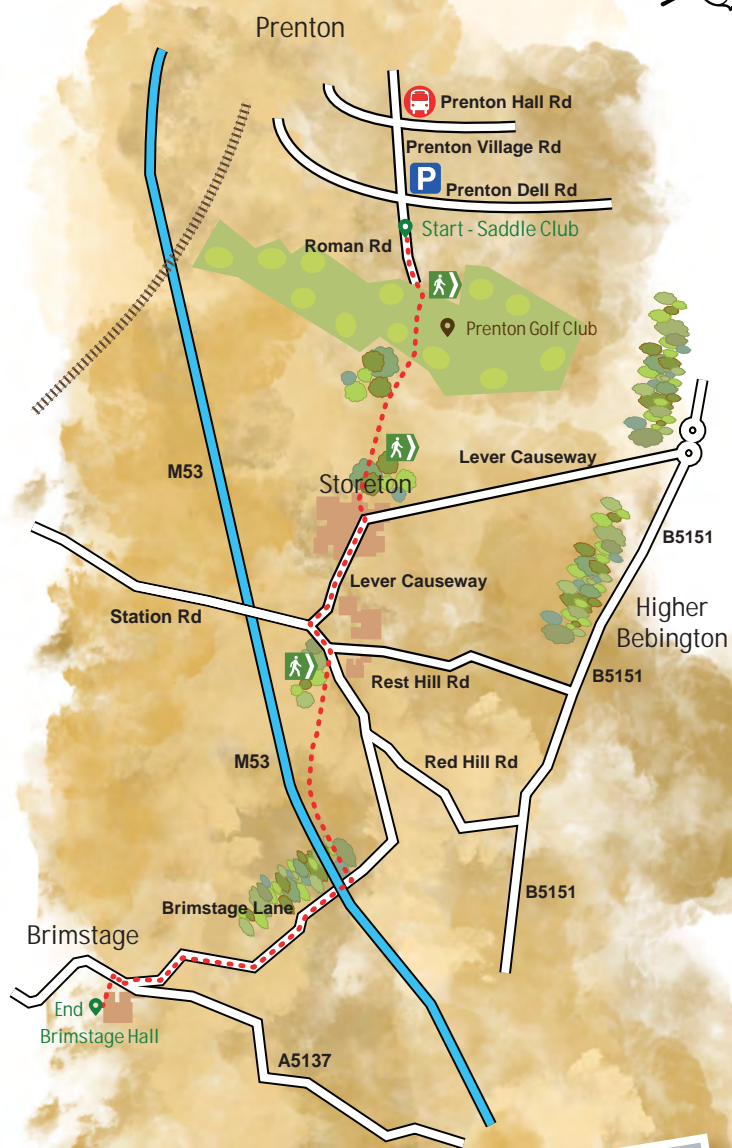 Prenton
Prenton Hall Rd
Prenton Village Rd
P
Prenton Dell Rd
Start - Saddle Club
Roman Rd
Prenton Golf Club
M53
Lever Causeway
Storeton
B5151
Lever Causeway
Station Rd
Higher
Bebington
B5151
Rest Hill Rd
M53
Red Hill Rd
B5151
Brimstage Lane
Brimstage
End
Brimstage Hall
A5137